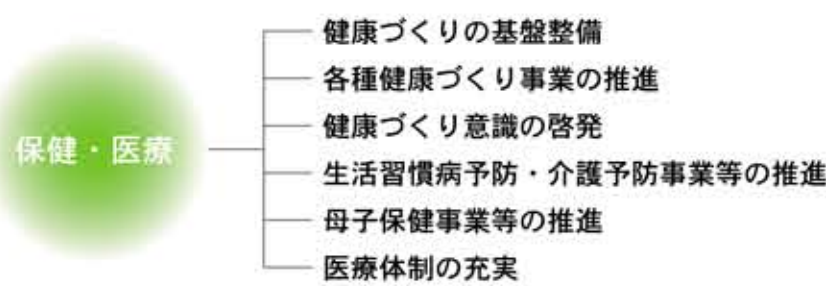 保健・医療
健康づくりの基盤整備
各種健康づくり事業の推進
健康づくり意識の啓発
生活習慣病予防・介護予防事業等の推進
母子保健事業等の推進
医療体制の充実